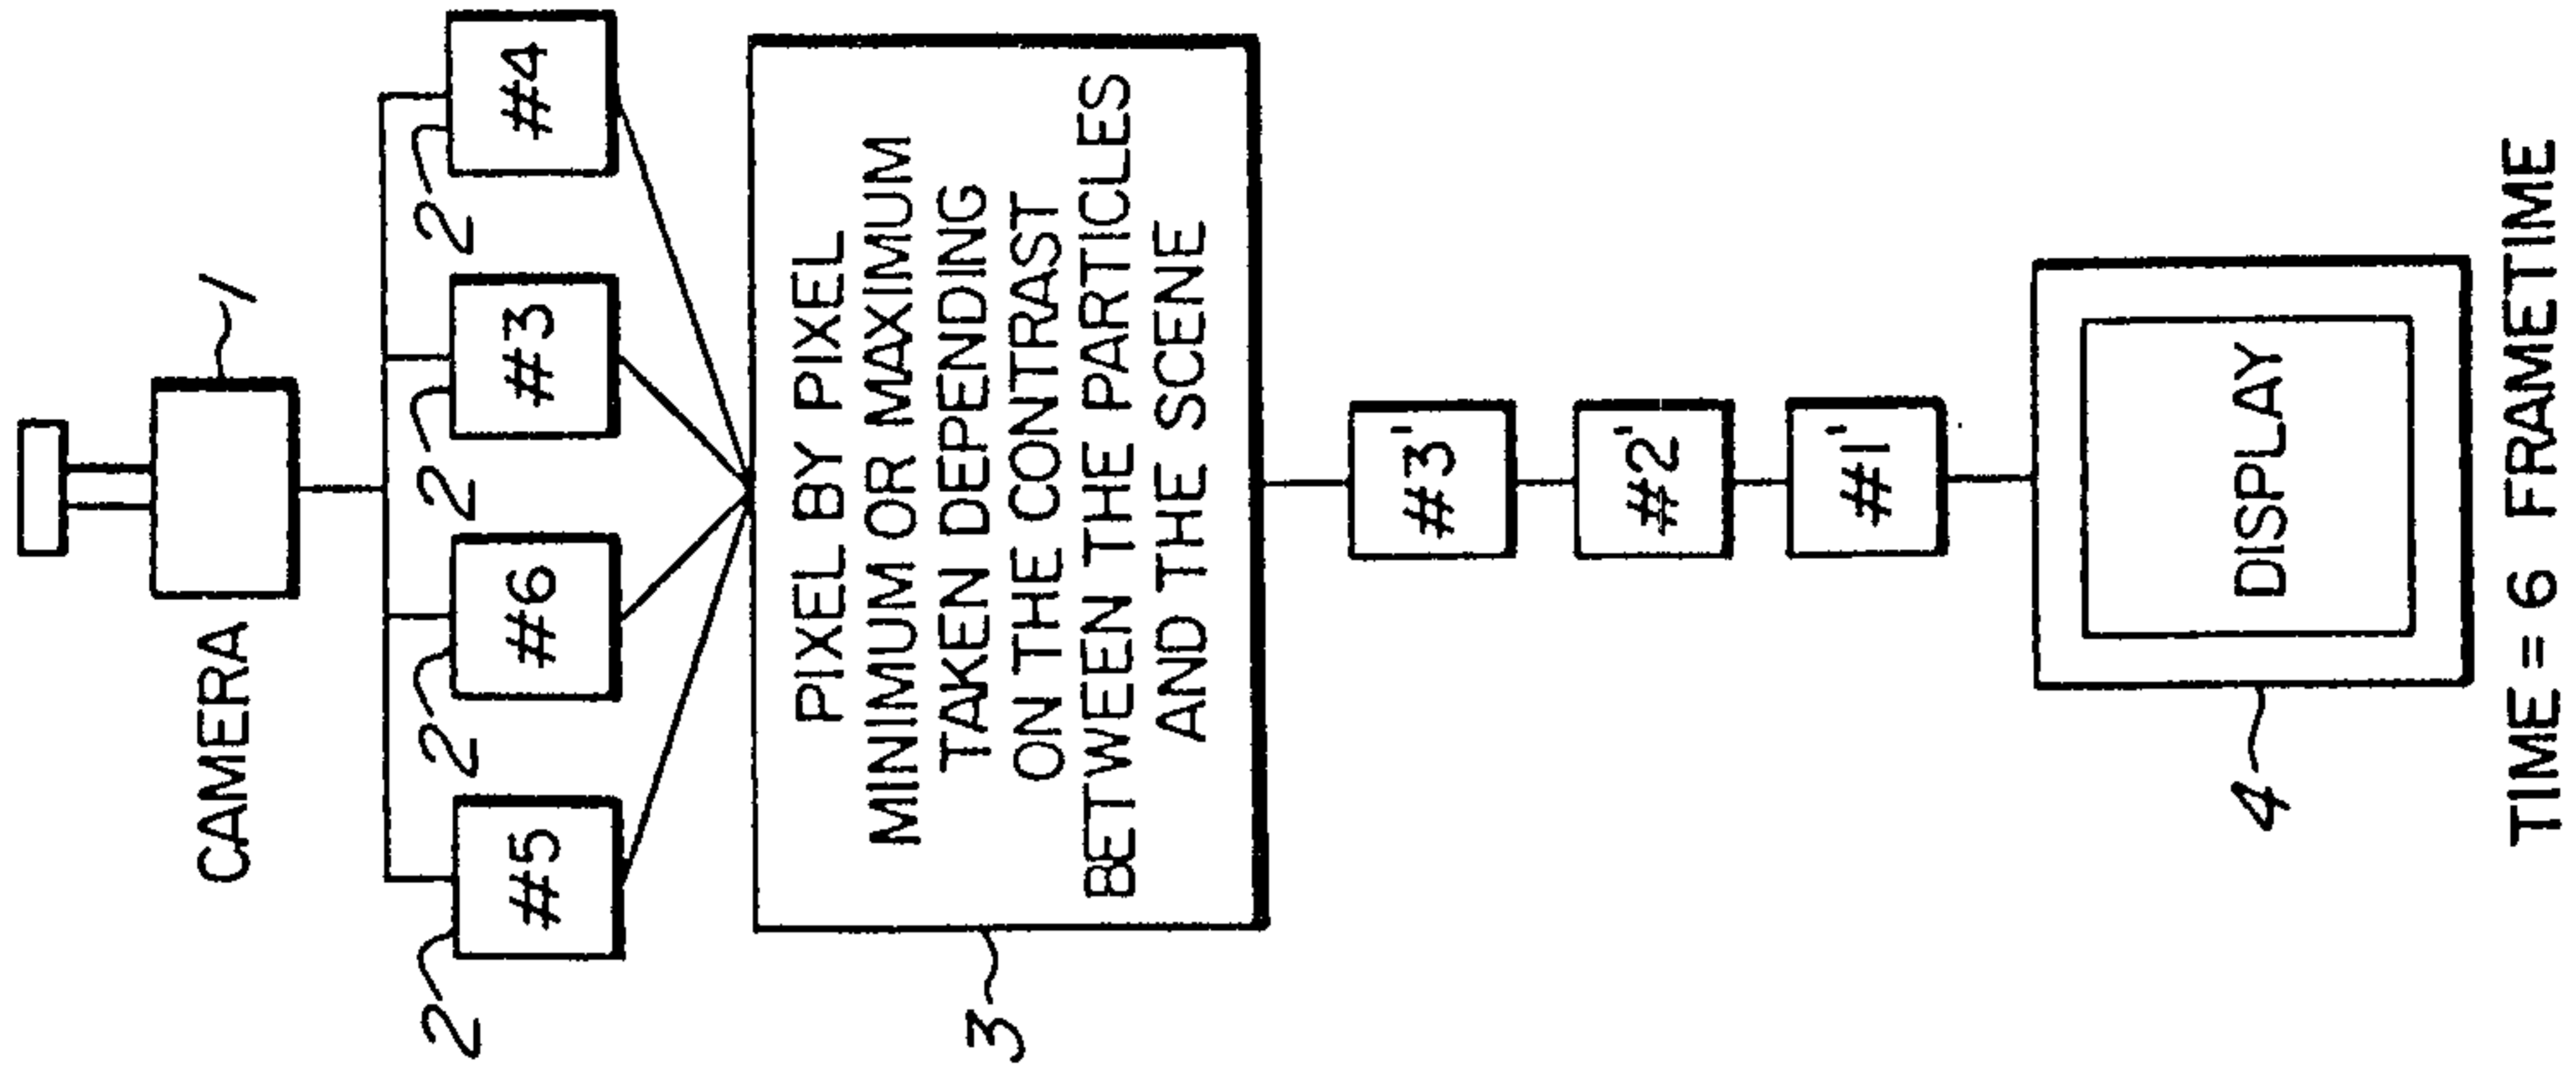 CAMERA 1
2 2 2 2
#5 #6 #3 #4
PIXEL BY PIXEL
MINIMUM OR MAXIMUM
TAKEN DEPENDING
ON THE CONTRAST
BETWEEN THE PARTICLES
AND THE SCENE
3
#3'
#2'
#1'
DISPLAY
4
TIME = 6 FRAMETIME